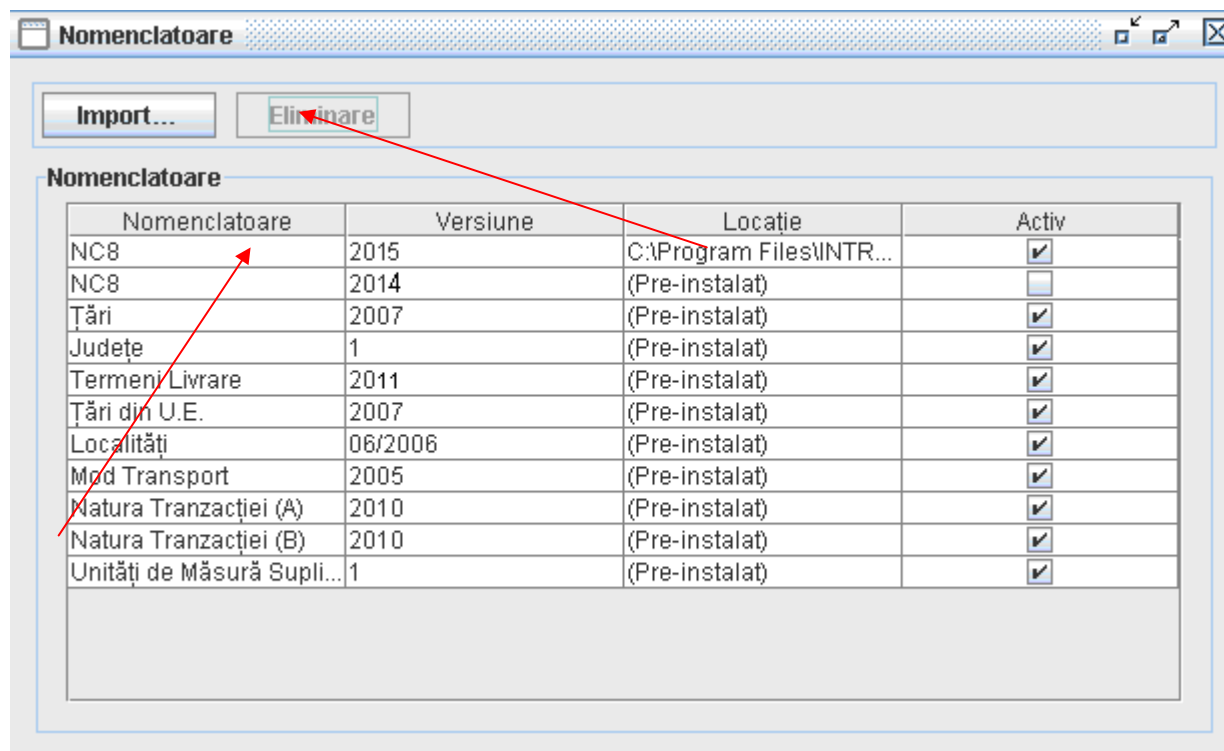 Nomenclatoare
Import... Eliminare
Nomenclatoare
Nomenclatoare Versiune Locație Activ
NC8 2015 C:\Program Files\INTR...
NC8 2014 (Pre-instalat)
Țări 2007 (Pre-instalat)
Județe 1 (Pre-instalat)
Termeni Livrare 2011 (Pre-instalat)
Țări din U.E. 2007 (Pre-instalat)
Localități 06/2006 (Pre-instalat)
Mod Transport 2005 (Pre-instalat)
Natura Tranzacției (A) 2010 (Pre-instalat)
Natura Tranzacției (B) 2010 (Pre-instalat)
Unități de Măsură Supli... 1 (Pre-instalat)